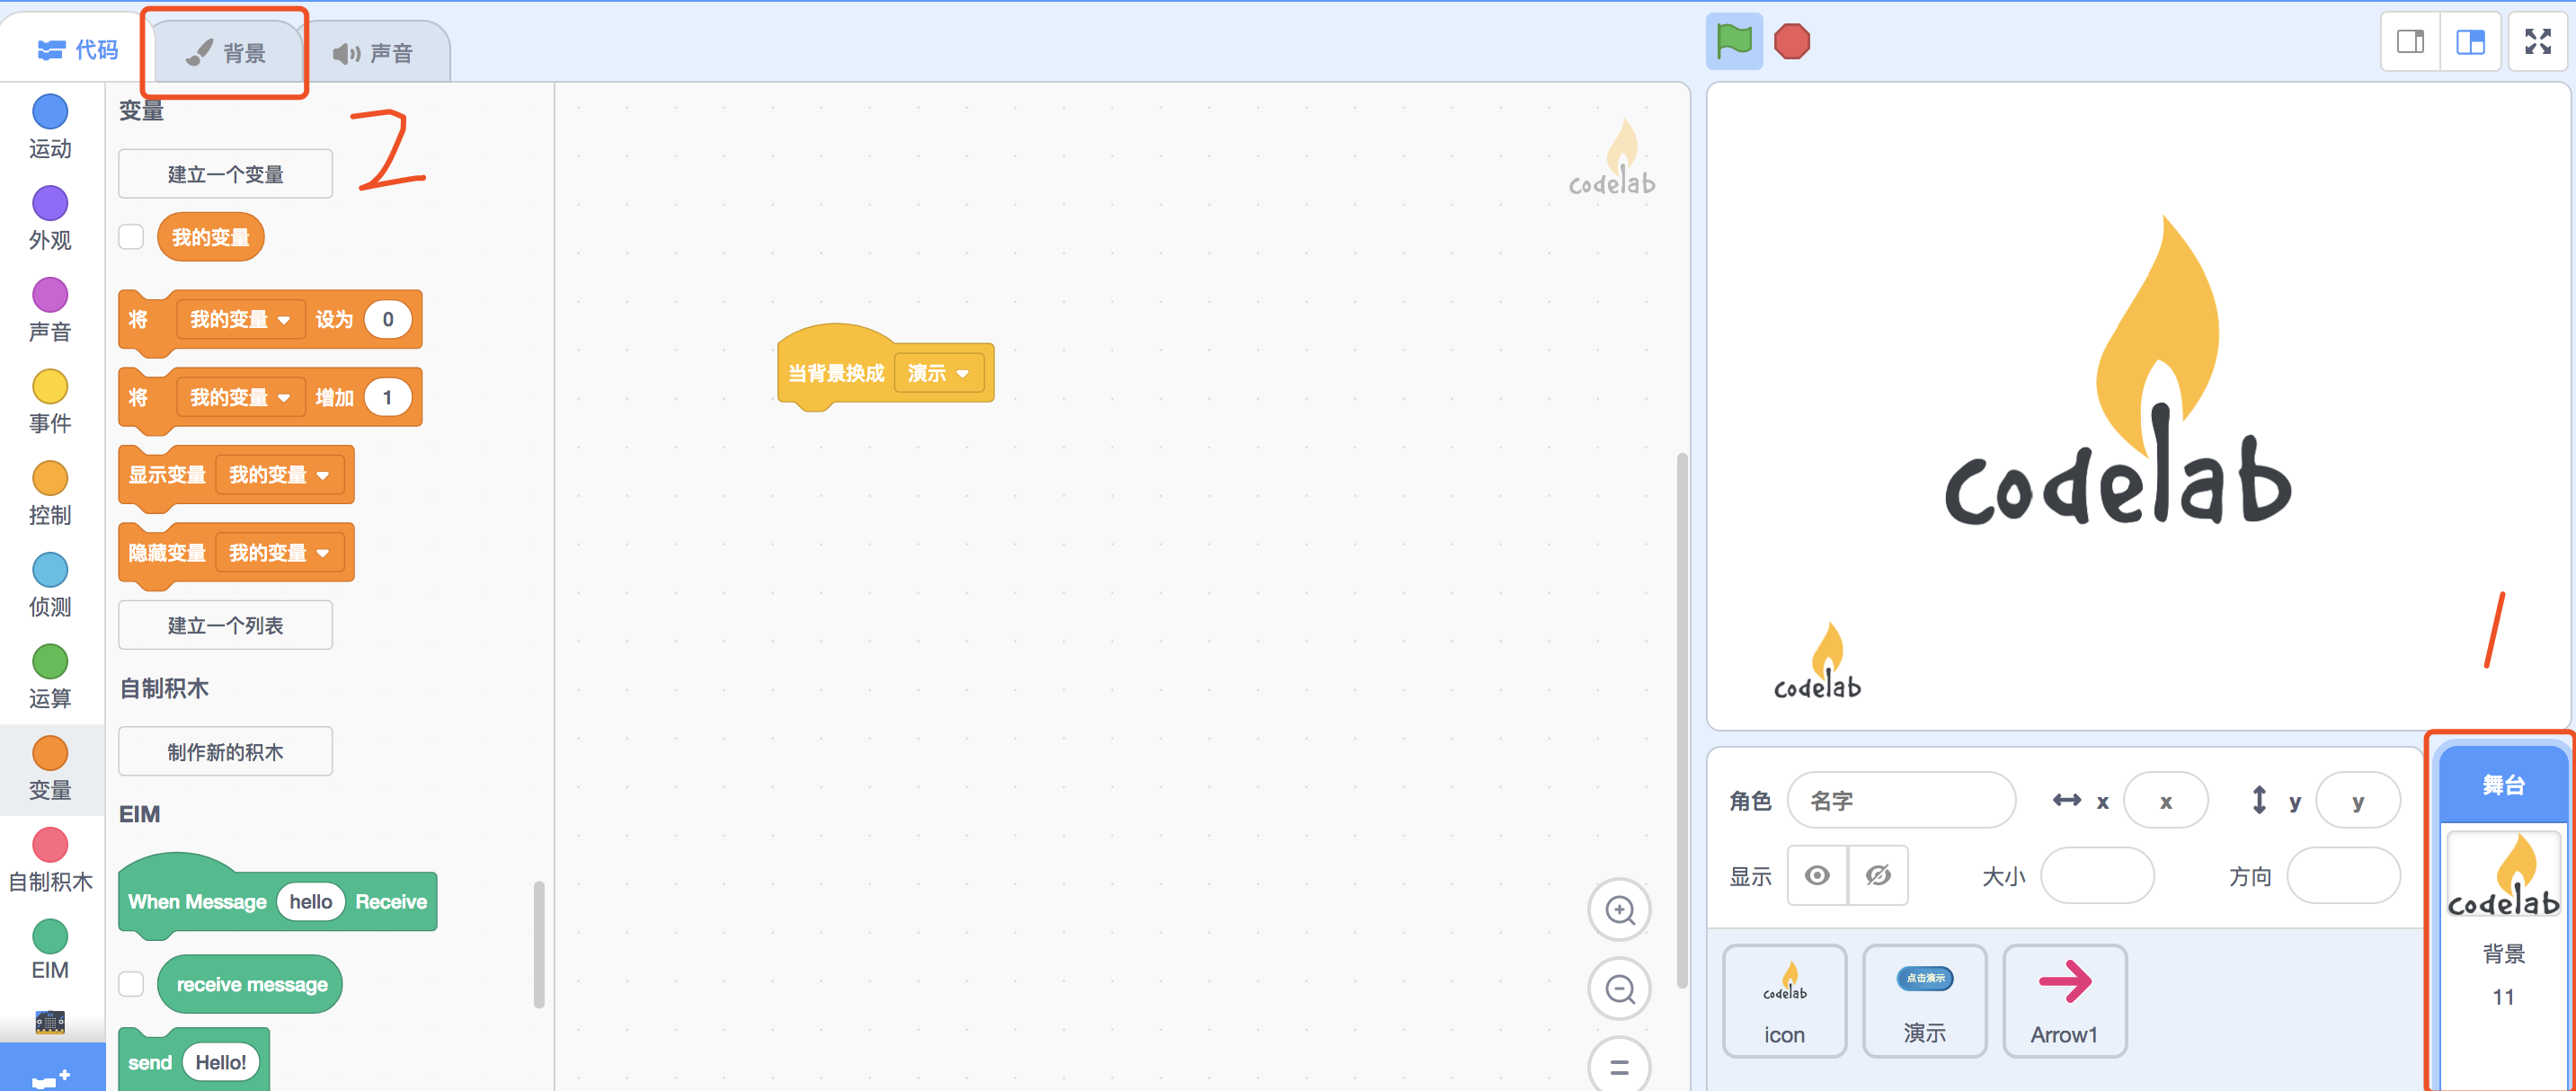 代码
背景
声音
2
运动
外观
声音
事件
控制
侦测
运算
变量
自制积木
EIM
变量
建立一个变量
我的变量
将 我的变量 设为 0
将 我的变量 增加 1
显示变量 我的变量
隐藏变量 我的变量
建立一个列表
自制积木
制作新的积木
EIM
When Message hello Receive
receive message
send Hello!
当背景换成 演示
codelab
codelab
codelab
1
角色 名字 x x y y
显示 大小 方向
codelab
icon
点击演示
演示
Arrow1
舞台
codelab
背景
11